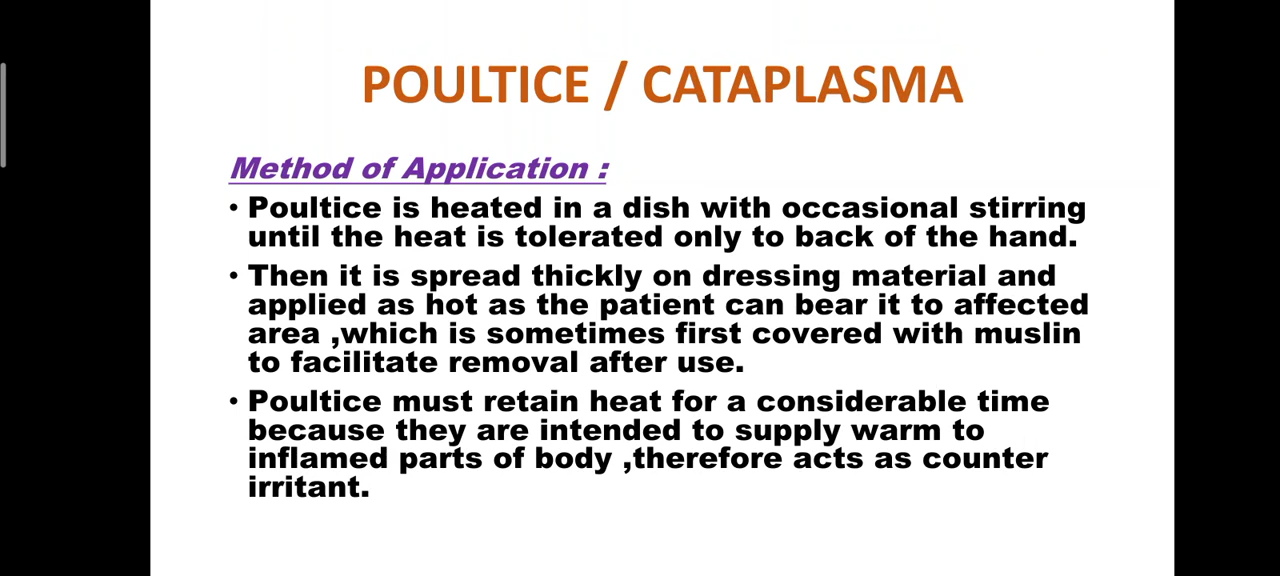 POULTICE / CATAPLASMA
Method of Application :
• Poultice is heated in a dish with occasional stirring
until the heat is tolerated only to back of the hand.
• Then it is spread thickly on dressing material and
applied as hot as the patient can bear it to affected
area ,which is sometimes first covered with muslin
to facilitate removal after use.
• Poultice must retain heat for a considerable time
because they are intended to supply warm to
inflamed parts of body ,therefore acts as counter
irritant.